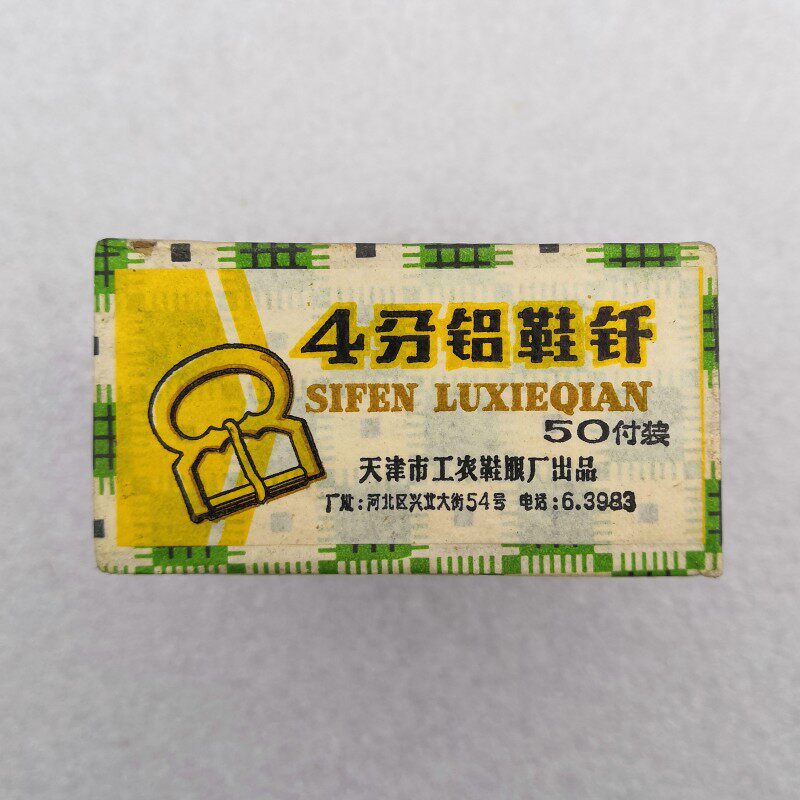 4分铝鞋钎
SIFEN LUXIEQIAN
50付装
天津市工农鞋服厂出品
厂址:河北区兴业大街54号 电话:6.3983